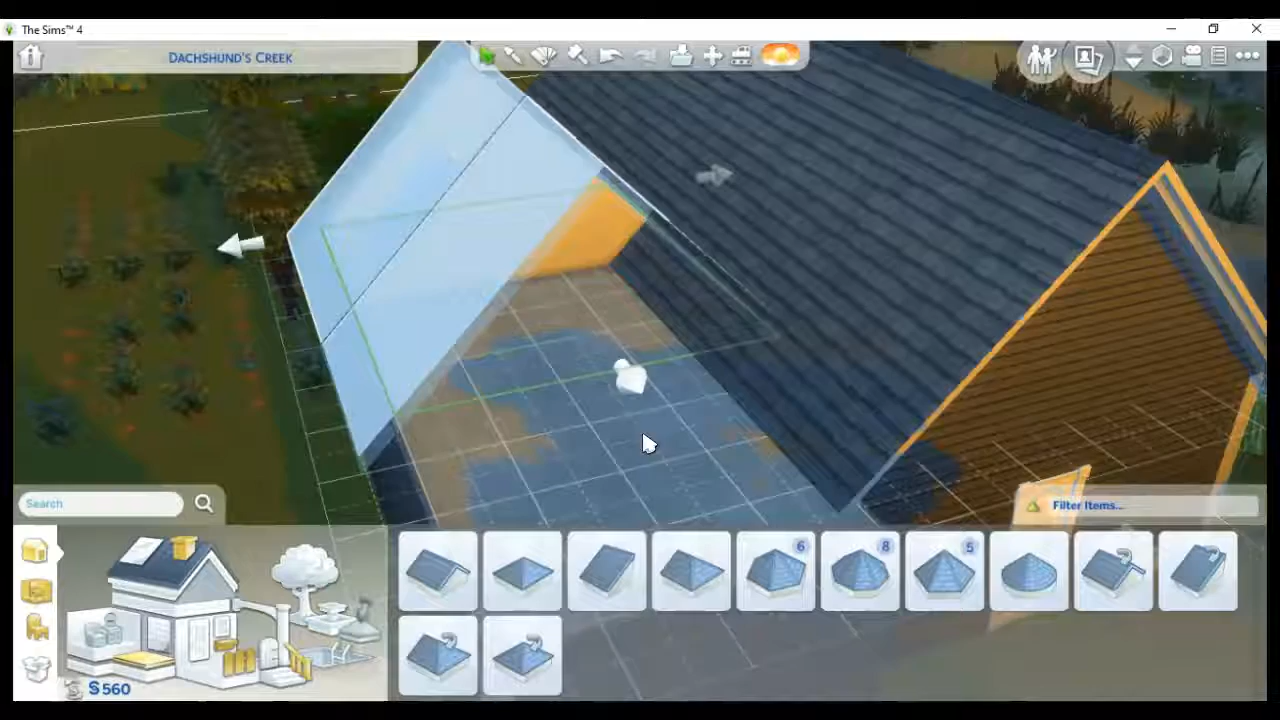 The Sims™ 4
DACHSHUND'S CREEK
Search
Filter Items...
6
8
5
§560